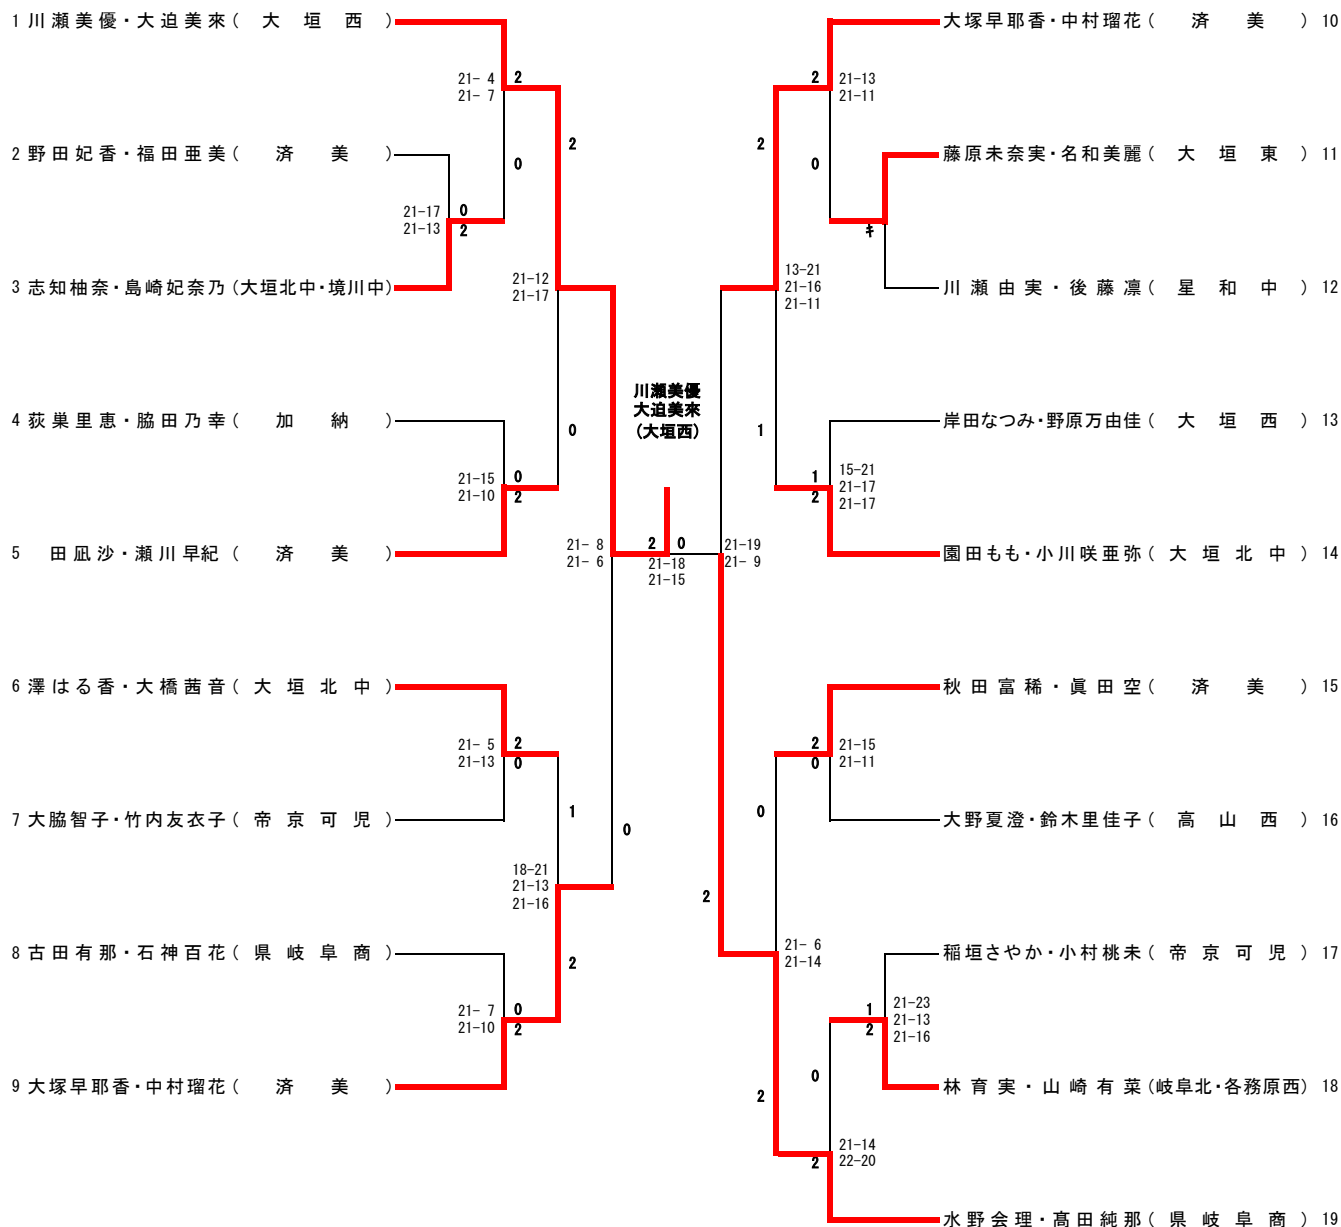 1 川瀬美優・大迫美來( 大垣西 )
21- 4 2
21- 7
2
2 野田妃香・福田亜美( 済美 )
0
21-17 0
21-13 2
3 志知柚奈・島崎妃奈乃(大垣北中・境川中)
21-12
21-17
4 荻巣里恵・脇田乃幸( 加納 )
0
21-15 0
21-10 2
5 田凪沙・瀬川早紀( 済美 )
21- 8
21- 6
6 澤はる香・大橋茜音( 大垣北中 )
21- 5 2
21-13 0
7 大脇智子・竹内友衣子( 帝京可児 )
1
0
18-21
21-13
21-16
8 古田有那・石神百花( 県岐阜商 )
2
21- 7 0
21-10 2
9 大塚早耶香・中村瑠花( 済美 )
川瀬美優
大迫美來
(大垣西)
2 0
21-18
21-15
大塚早耶香・中村瑠花( 済美 ) 10
2 21-13
21-11
2
0
藤原未奈実・名和美麗( 大垣東 ) 11
キ
川瀬由実・後藤凛( 星和中 ) 12
13-21
21-16
21-11
岸田なつみ・野原万由佳( 大垣西 ) 13
1
1 15-21
2 21-17
21-17
園田もも・小川咲亜弥( 大垣北中 ) 14
21-19
21- 9
秋田富稀・眞田空( 済美 ) 15
2 21-15
0 21-11
大野夏澄・鈴木里佳子( 高山西 ) 16
0
2
21- 6
21-14
稲垣さやか・小村桃未( 帝京可児 ) 17
1 21-23
2 21-13
21-16
林育実・山崎有菜(岐阜北・各務原西) 18
0
2
21-14
2 22-20
水野会理・髙田純那( 県岐阜商 ) 19